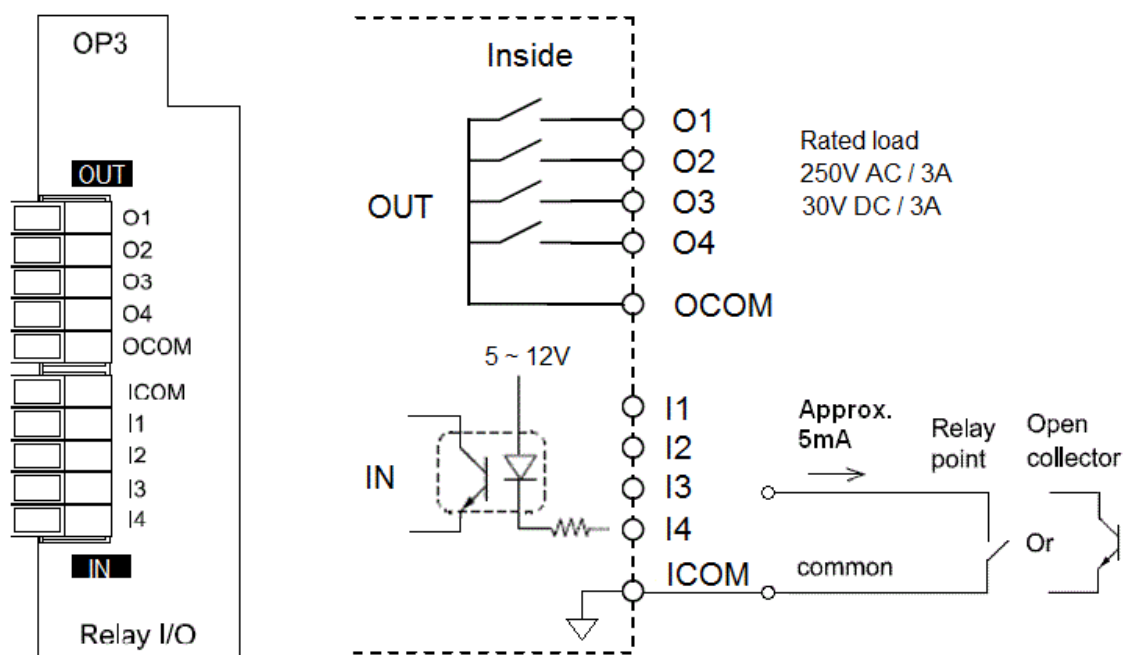 OP3
OUT
O1
O2
O3
O4
OCOM
ICOM
I1
I2
I3
I4
IN
Relay I/O
Inside
OUT
O1
O2
O3
O4
OCOM
Rated load
250V AC / 3A
30V DC / 3A
5 ~ 12V
IN
I1
I2
I3
I4
ICOM
Approx.
5mA
common
Relay
point
Open
collector
Or